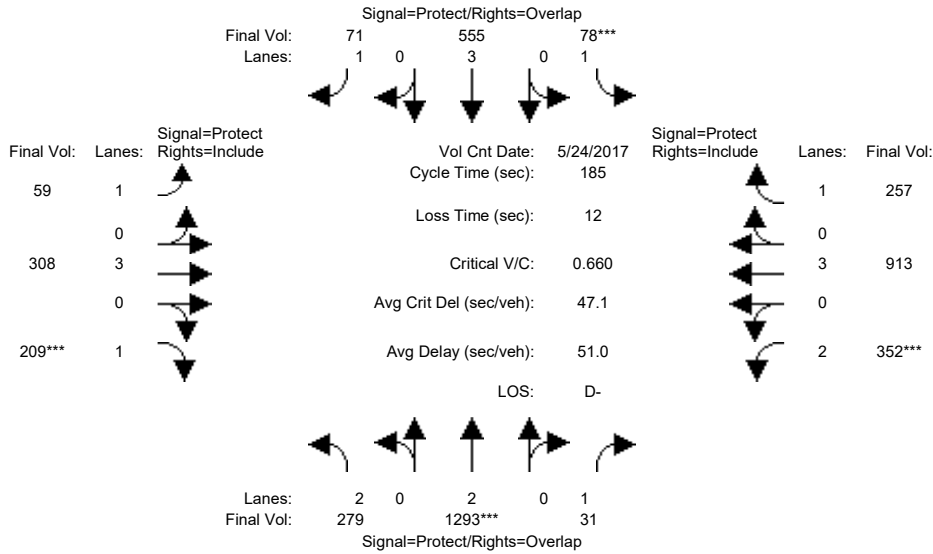 Signal=Protect/Rights=Overlap
Final Vol: 71 555 78***
Lanes: 1 0 3 0 1
Signal=Protect
Final Vol: Lanes: Rights=Include
Vol Cnt Date: 5/24/2017
Signal=Protect
Rights=Include Lanes: Final Vol:
Cycle Time (sec): 185
59 1
1 257
Loss Time (sec): 12
0
0
308 3
Critical V/C: 0.660
3 913
0
Avg Crit Del (sec/veh): 47.1
0
209*** 1
Avg Delay (sec/veh): 51.0
2 352***
LOS: D-
Lanes: 2 0 2 0 1
Final Vol: 279 1293*** 31
Signal=Protect/Rights=Overlap